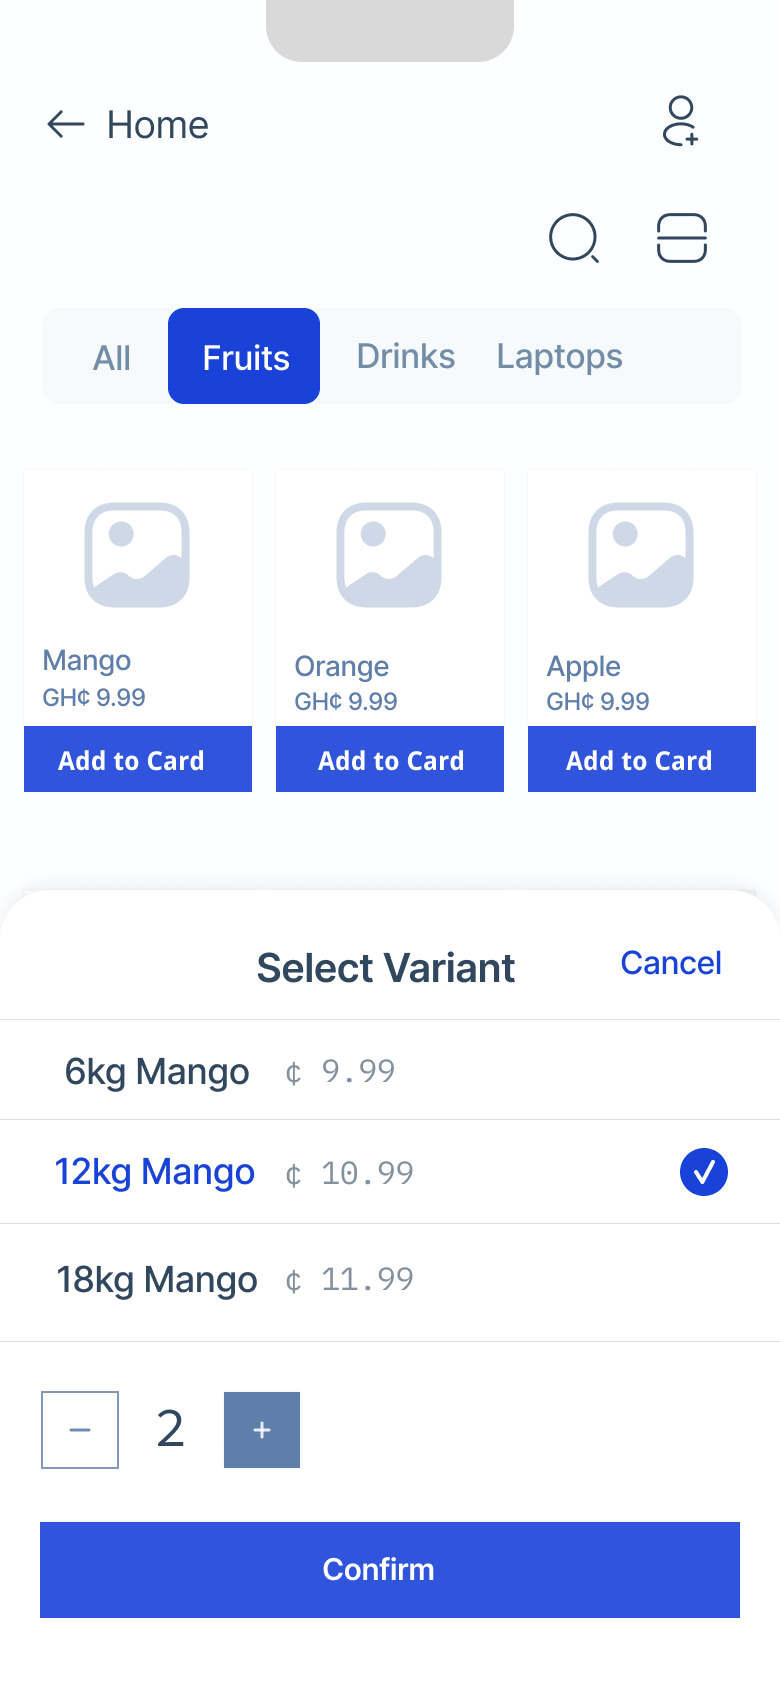 Home
All Fruits Drinks Laptops
Mango
GH¢ 9.99
Add to Card
Orange
GH¢ 9.99
Add to Card
Apple
GH¢ 9.99
Add to Card
Select Variant Cancel
6kg Mango ¢ 9.99
12kg Mango ¢ 10.99
18kg Mango ¢ 11.99
− 2 +
Confirm